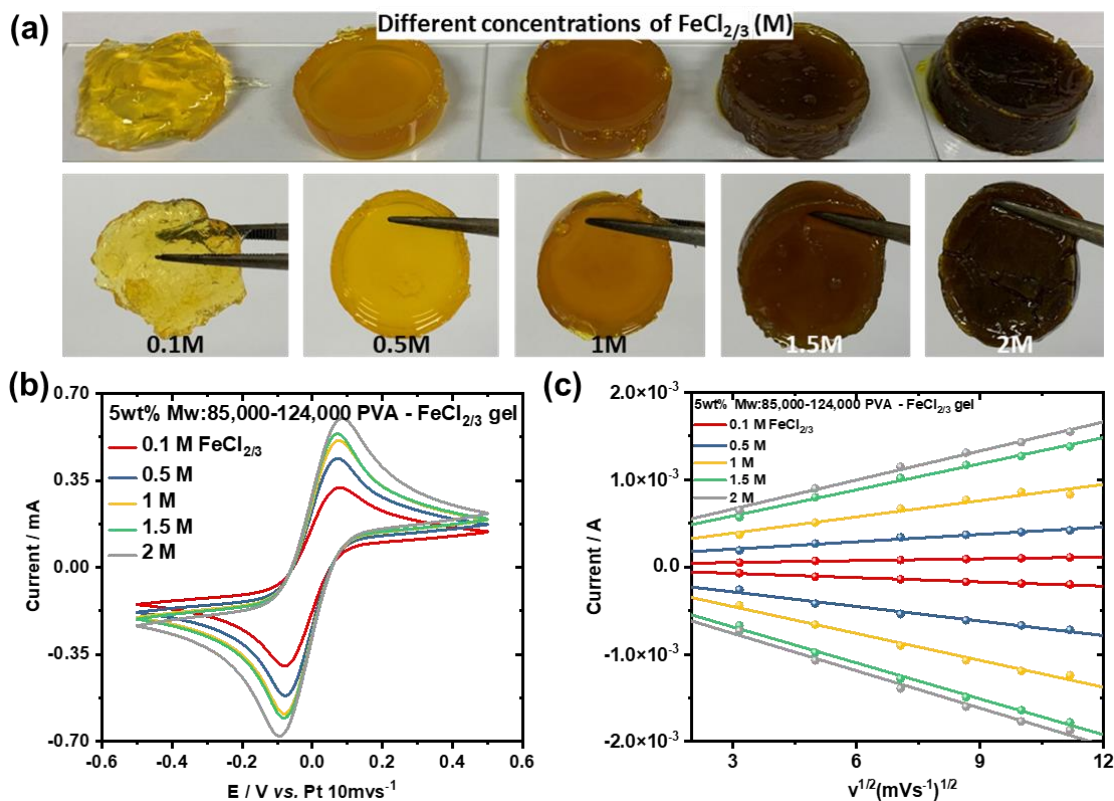 (a)
Different concentrations of FeCl2/3 (M)
0.1M
0.5M
1M
1.5M
2M
(b)
5wt% Mw:85,000-124,000 PVA - FeCl2/3 gel
0.1 M FeCl2/3
0.5 M
1 M
1.5 M
2 M
0.70
0.35
0.00
-0.35
-0.70
Current / mA
-0.6
-0.4
-0.2
0.0
0.2
0.4
0.6
E / V vs. Pt 10mvs-1
(c)
5wt% Mw:85,000-124,000 PVA - FeCl2/3 gel
0.1 M FeCl2/3
0.5 M
1 M
1.5 M
2 M
2.0×10-3
1.0×10-3
0.0
-1.0×10-3
-2.0×10-3
Current / A
3
6
9
12
v1/2(mVs-1)1/2